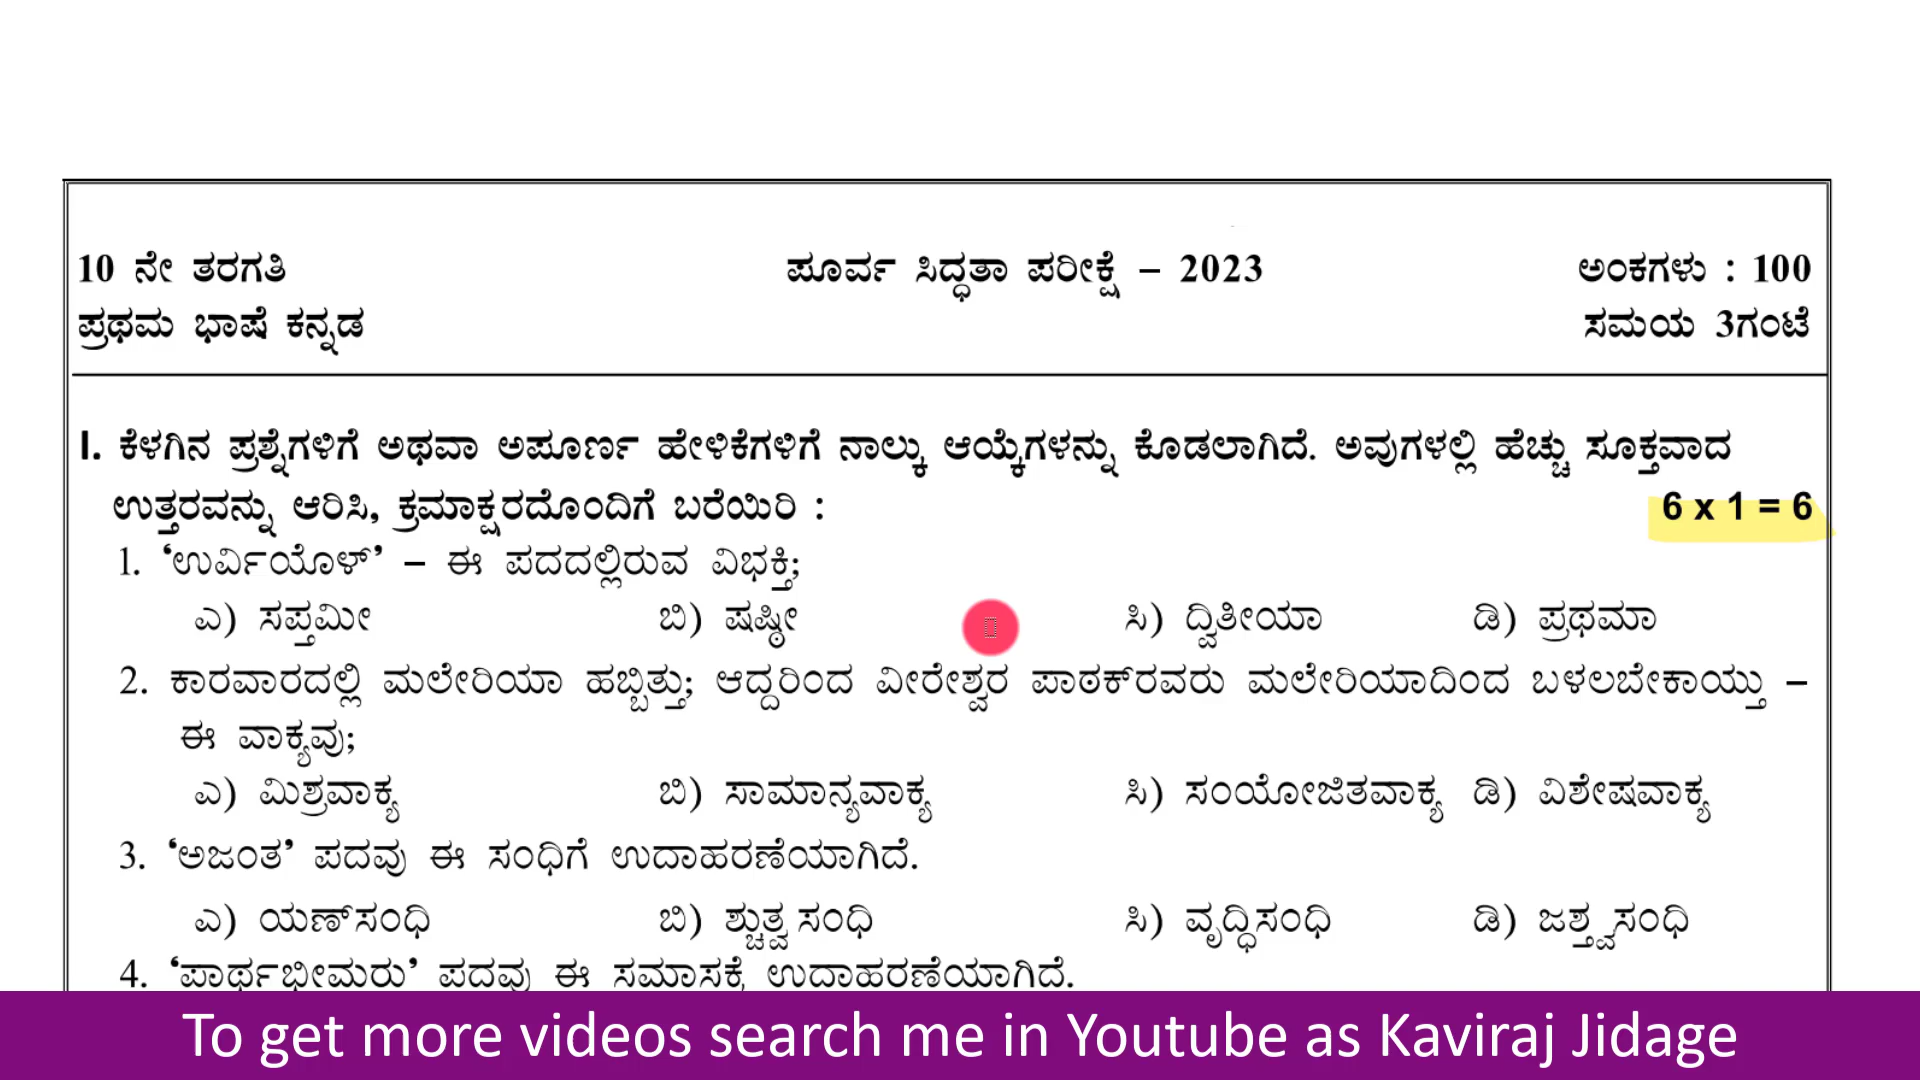 10 ನೇ ತರಗತಿ ಪೂರ್ವ ಸಿದ್ಧತಾ ಪರೀಕ್ಷೆ – 2023 ಅಂಕಗಳು : 100
ಪ್ರಥಮ ಭಾಷೆ ಕನ್ನಡ ಸಮಯ 3ಗಂಟೆ
I. ಕೆಳಗಿನ ಪ್ರಶ್ನೆಗಳಿಗೆ ಅಥವಾ ಅಪೂರ್ಣ ಹೇಳಿಕೆಗಳಿಗೆ ನಾಲ್ಕು ಆಯ್ಕೆಗಳನ್ನು ಕೊಡಲಾಗಿದೆ. ಅವುಗಳಲ್ಲಿ ಹೆಚ್ಚು ಸೂಕ್ತವಾದ
ಉತ್ತರವನ್ನು ಆರಿಸಿ, ಕ್ರಮಾಕ್ಷರದೊಂದಿಗೆ ಬರೆಯಿರಿ : 6 x 1 = 6
1. ‘ಉರ್ವಿಯೊಳ್’ – ಈ ಪದದಲ್ಲಿರುವ ವಿಭಕ್ತಿ;
ಎ) ಸಪ್ತಮೀ ಬಿ) ಷಷ್ಠೀ ಸಿ) ದ್ವಿತೀಯಾ ಡಿ) ಪ್ರಥಮಾ
2. ಕಾರವಾರದಲ್ಲಿ ಮಲೇರಿಯಾ ಹಬ್ಬಿತ್ತು; ಆದ್ದರಿಂದ ವೀರೇಶ್ವರ ಪಾಠಕ್‌ರವರು ಮಲೇರಿಯಾದಿಂದ ಬಳಲಬೇಕಾಯ್ತು –
ಈ ವಾಕ್ಯವು;
ಎ) ಮಿಶ್ರವಾಕ್ಯ ಬಿ) ಸಾಮಾನ್ಯವಾಕ್ಯ ಸಿ) ಸಂಯೋಜಿತವಾಕ್ಯ ಡಿ) ವಿಶೇಷವಾಕ್ಯ
3. ‘ಅಜಂತ’ ಪದವು ಈ ಸಂಧಿಗೆ ಉದಾಹರಣೆಯಾಗಿದೆ.
ಎ) ಯಣ್‌ಸಂಧಿ ಬಿ) ಶ್ಚುತ್ವ ಸಂಧಿ ಸಿ) ವೃದ್ಧಿಸಂಧಿ ಡಿ) ಜಶ್ತ್ವಸಂಧಿ
4. ‘ಪಾರ್ಥಭೀಮರು’ ಪದವು ಈ ಸಮಾಸಕ್ಕೆ ಉದಾಹರಣೆಯಾಗಿದೆ.
To get more videos search me in Youtube as Kaviraj Jidage